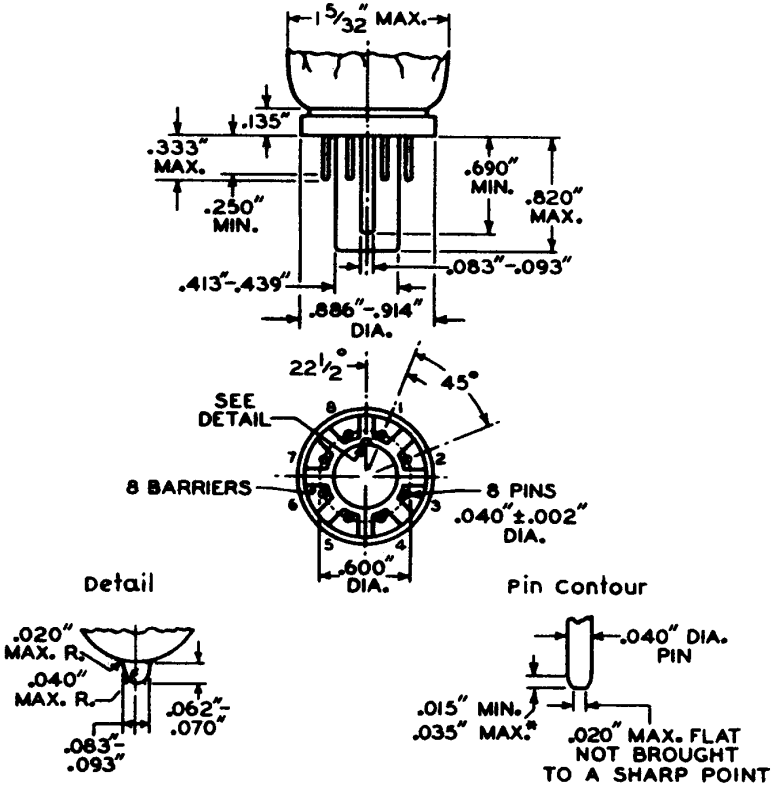 1 5/32" MAX.
.135"
.333"
MAX.
.250"
MIN.
.690"
MIN.
.820"
MAX.
.083"-.093"
.413"-.439"
.886"-.914"
DIA.
22 1/2°
45°
SEE
DETAIL
8
1
7
2
8 BARRIERS
6
3
8 PINS
.040"±.002"
DIA.
5
4
.600"
DIA.
Detail
Pin Contour
.020"
MAX. R.
.040"
MAX. R.
.062"-
.070"
.083"-
.093"
.040" DIA.
PIN
.015" MIN.
.035" MAX.*
.020" MAX. FLAT
NOT BROUGHT
TO A SHARP POINT